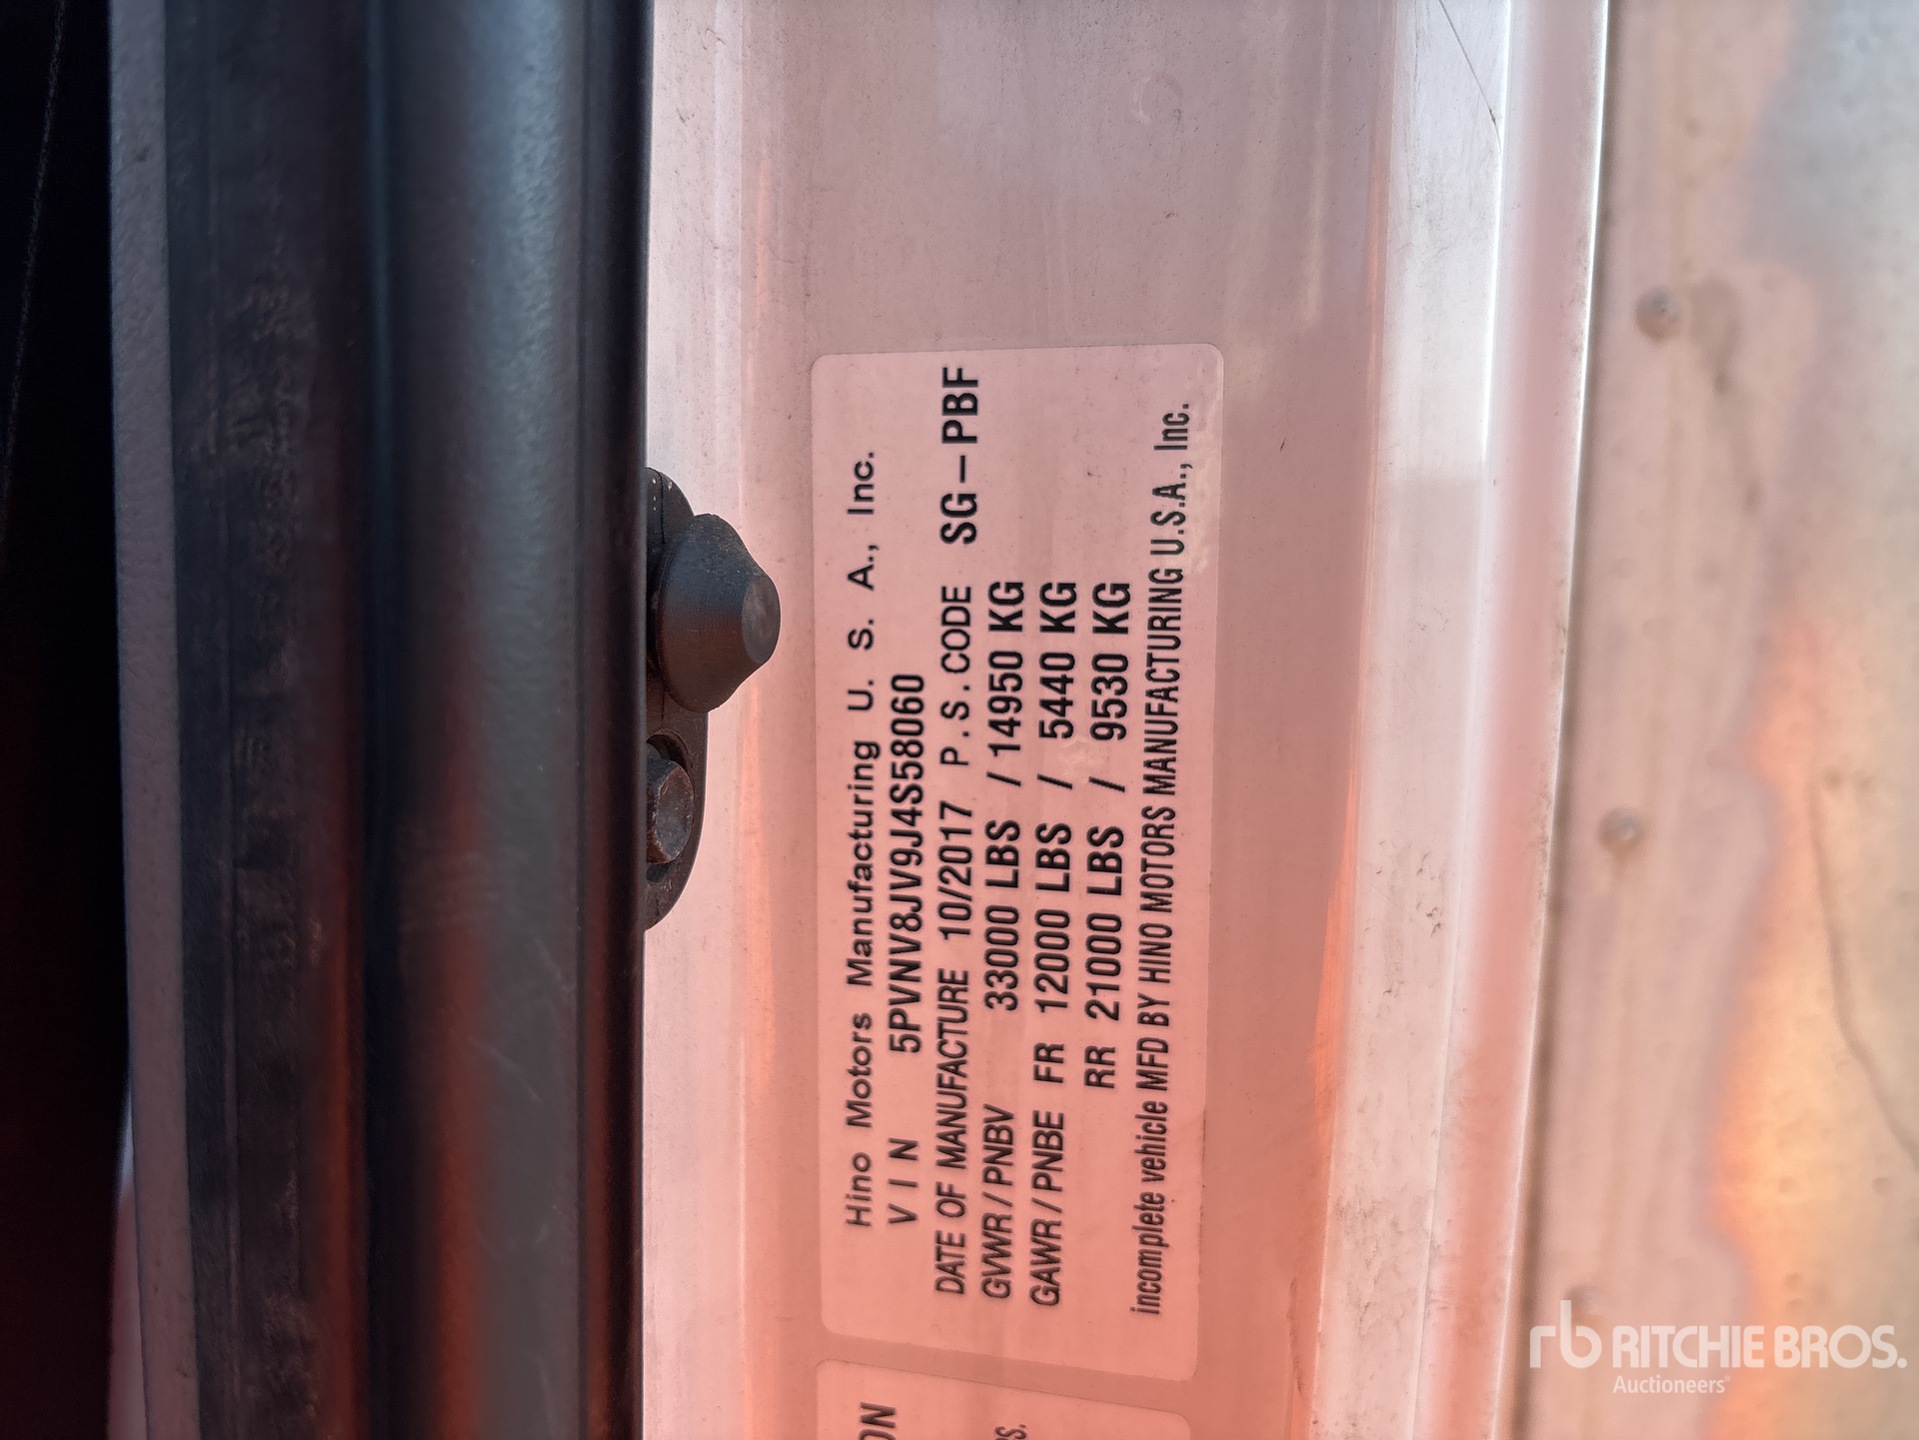 Hino Motors Manufacturing U. S. A., Inc.
V I N 5PVNV8JV9J4S58060
DATE OF MANUFACTURE 10/2017 P.S.CODE SG-PBF
GVWR/PNBV 33000 LBS / 14950 KG
GAWR/PNBE FR 12000 LBS / 5440 KG
RR 21000 LBS / 9530 KG
incomplete vehicle MFD BY HINO MOTORS MANUFACTURING U.S.A., Inc.
rb RITCHIE BROS.
Auctioneers